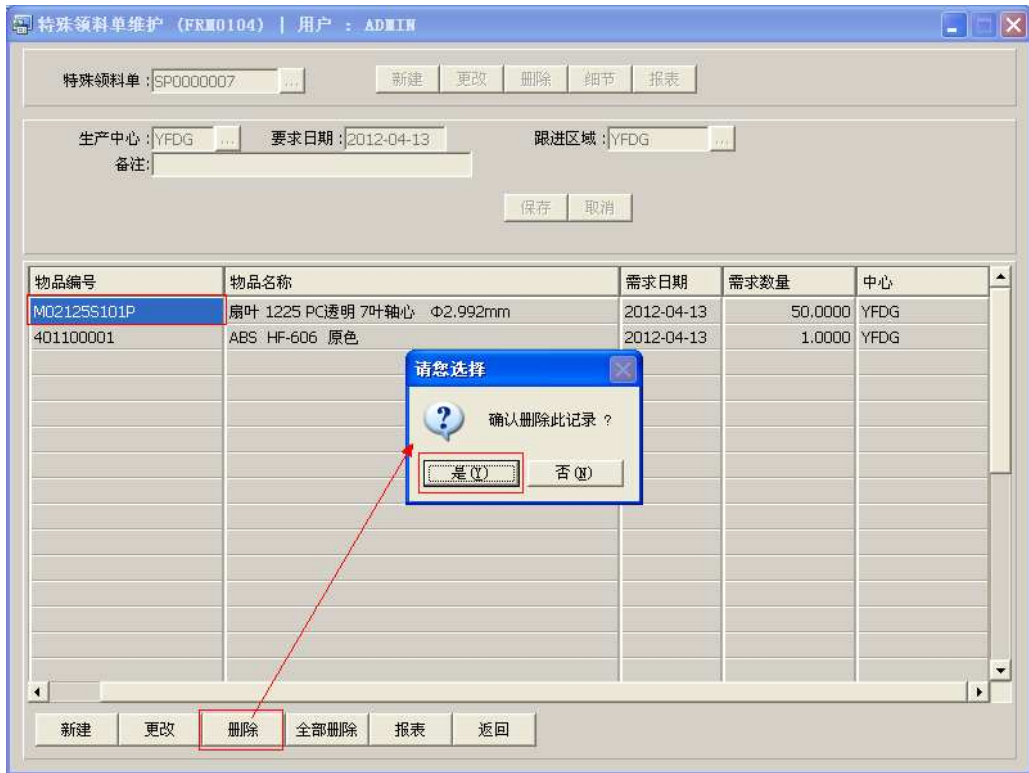 特殊领料单维护 (FRM0104) | 用户 : ADMIN
特殊领料单:SP0000007 ... 新建 更改 删除 细节 报表
生产中心:YFDG ... 要求日期:2012-04-13 跟进区域:YFDG ...
备注:
保存 取消
物品编号 物品名称 需求日期 需求数量 中心
M02125S101P 扇叶 1225 PC透明 7叶轴心 Φ2.992mm 2012-04-13 50.0000 YFDG
401100001 ABS HF-606 原色 2012-04-13 1.0000 YFDG
请您选择
确认删除此记录 ?
是(Y) 否(N)
新建 更改 删除 全部删除 报表 返回